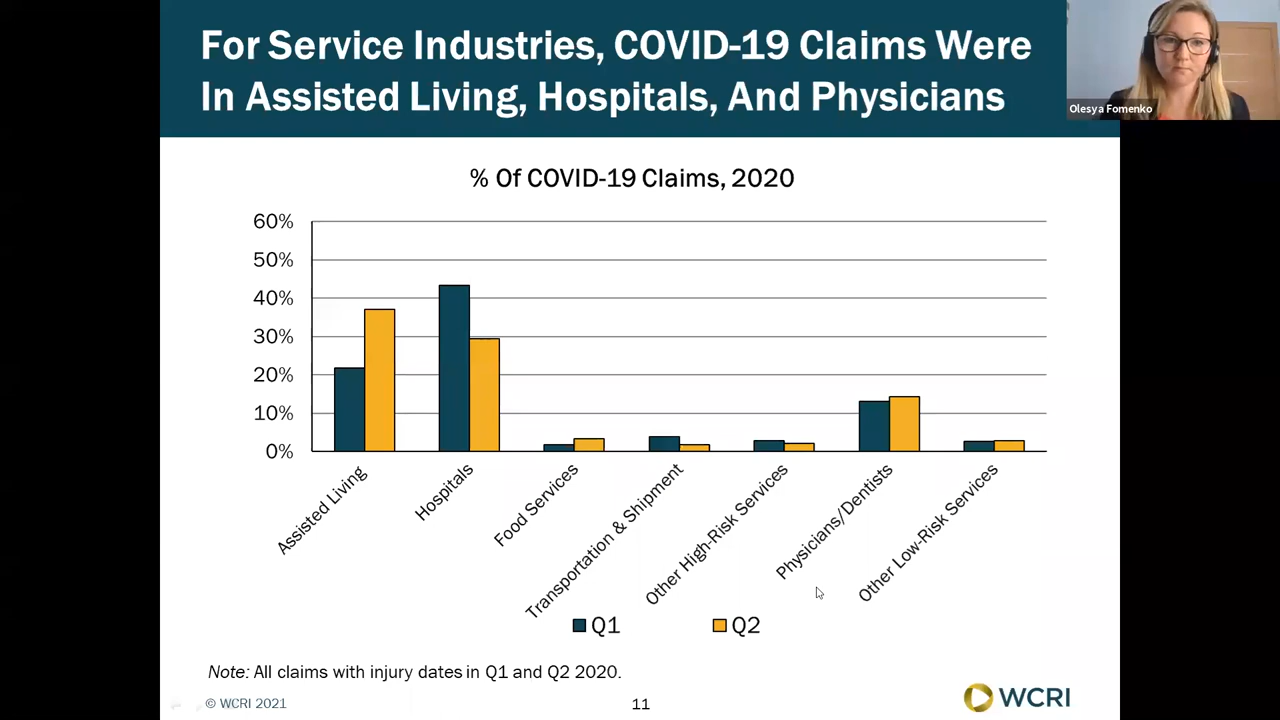 For Service Industries, COVID-19 Claims Were
In Assisted Living, Hospitals, And Physicians
Olesya Fomenko
% Of COVID-19 Claims, 2020
60%
50%
40%
30%
20%
10%
0%
Assisted Living
Hospitals
Food Services
Transportation & Shipment
Other High-Risk Services
Physicians/Dentists
Other Low-Risk Services
Q1
Q2
Note: All claims with injury dates in Q1 and Q2 2020.
© WCRI 2021
11
WCRI